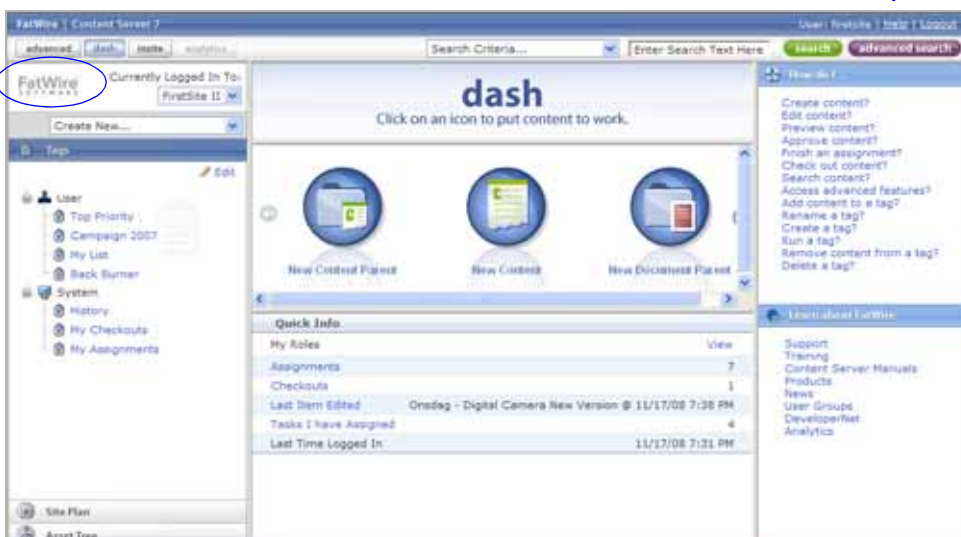 FatWire | Content Server 7
User: firstsite | Help | Logout
advanced dash insite analytics
Search Criteria...
Enter Search Text Here
search
advanced search
FatWire
SOFTWARE
Currently Logged In To:
FirstSite II
Create New...
Tags
Edit
User
Top Priority
Campaign 2007
My List
Back Burner
System
History
My Checkouts
My Assignments
Site Plan
Asset Tree
dash
Click on an icon to put content to work.
New Content Parent
New Content
New Document Parent
Quick Info
My Roles View
Assignments 7
Checkouts 1
Last Item Edited Onsdag - Digital Camera New Version @ 11/17/08 7:38 PM
Tasks I have Assigned 4
Last Time Logged In 11/17/08 7:31 PM
How do I...
Create content?
Edit content?
Preview content?
Approve content?
Finish an assignment?
Check out content?
Search content?
Access advanced features?
Add content to a tag?
Rename a tag?
Create a tag?
Run a tag?
Remove content from a tag?
Delete a tag?
Learn about FatWire
Support
Training
Content Server Manuals
Products
News
User Groups
DeveloperNet
Analytics